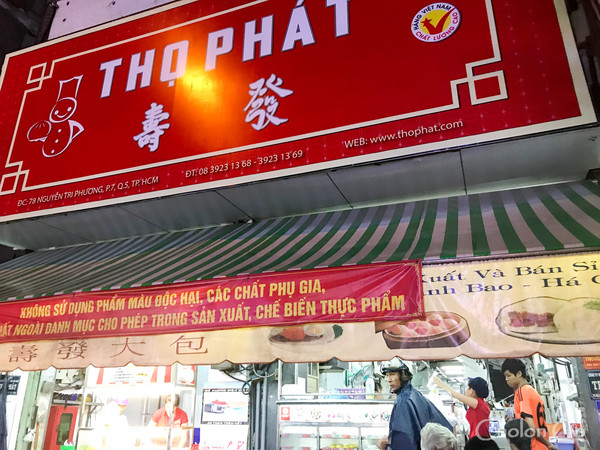 THỌ PHÁT
HÀNG VIỆT NAM
CHẤT LƯỢNG CAO
壽 發
WEB: www.thophat.com
ĐT: 08 3923 13 68 - 3923 13 69
ĐC: 78 NGUYỄN TRI PHƯƠNG, P.7, Q.5, TP. HCM
KHÔNG SỬ DỤNG PHẨM MÀU ĐỘC HẠI, CÁC CHẤT PHỤ GIA,
NGOÀI DANH MỤC CHO PHÉP TRONG SẢN XUẤT, CHẾ BIẾN THỰC PHẨM
Xuất Và Bán Sỉ
nh Bao - Há C
壽發大包